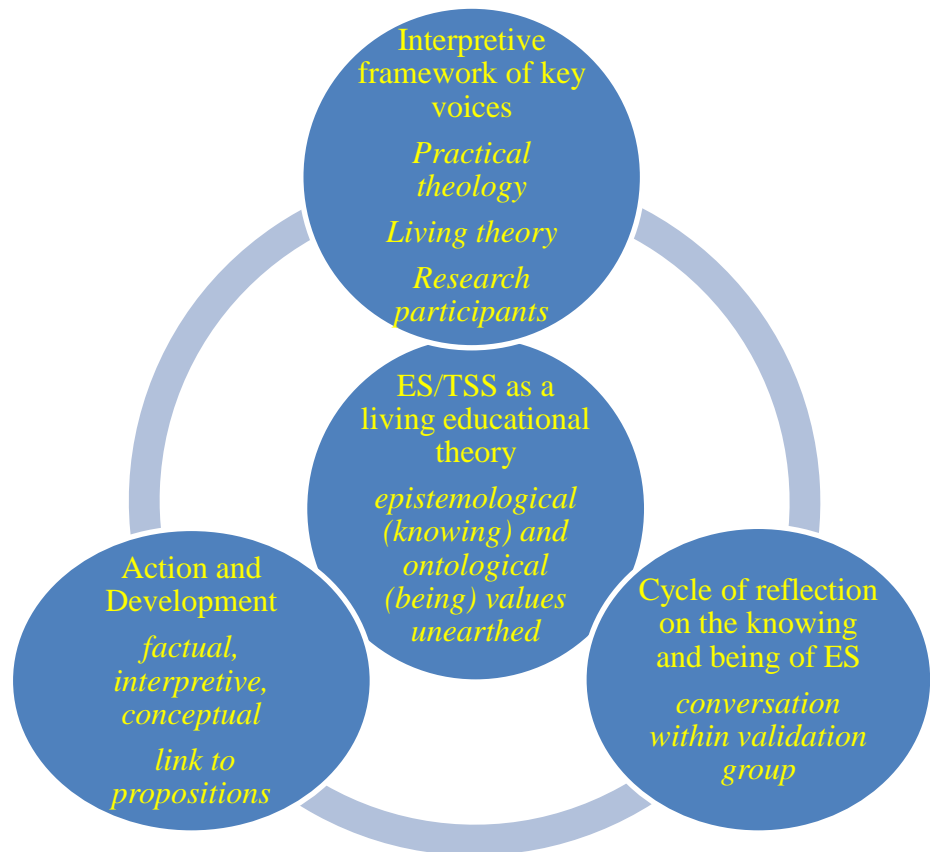 Interpretive
framework of key
voices
Practical
theology
Living theory
Research
participants
ES/TSS as a
living educational
theory
epistemological
(knowing) and
ontological
(being) values
unearthed
Action and
Development
factual,
interpretive,
conceptual
link to
propositions
Cycle of reflection
on the knowing
and being of ES
conversation
within validation
group